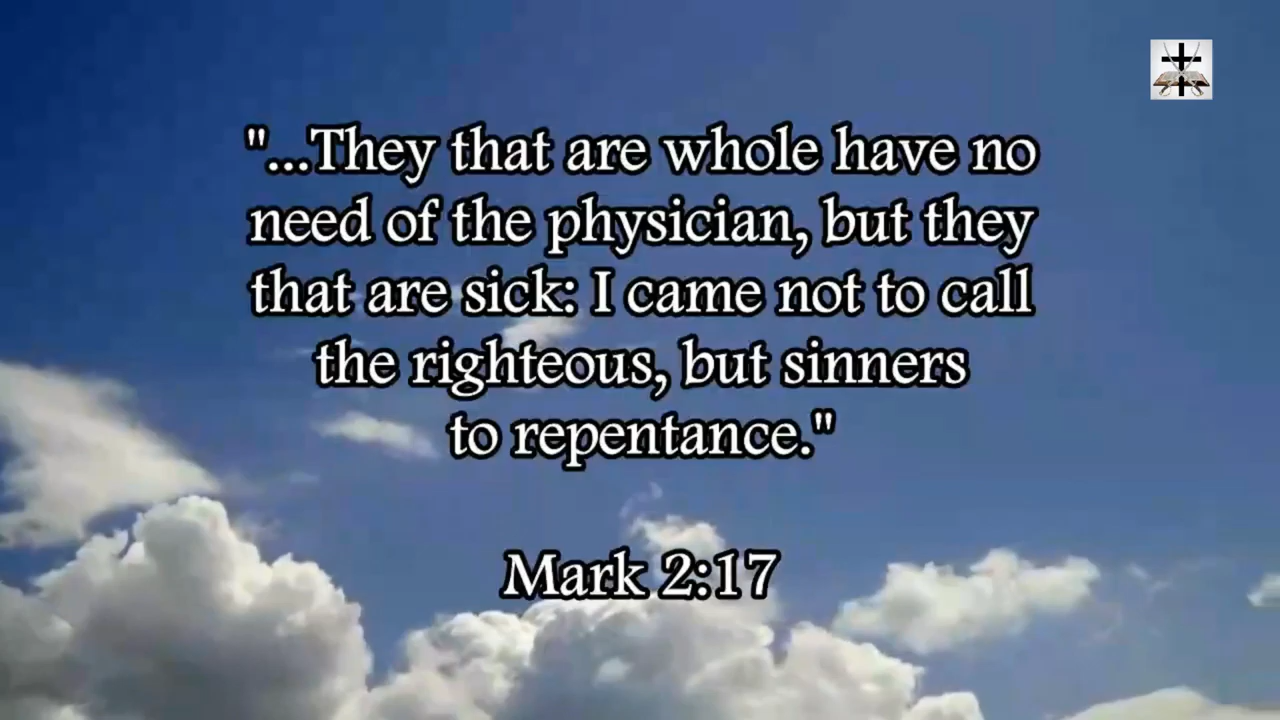 "...They that are whole have no
need of the physician, but they
that are sick: I came not to call
the righteous, but sinners
to repentance."
Mark 2:17